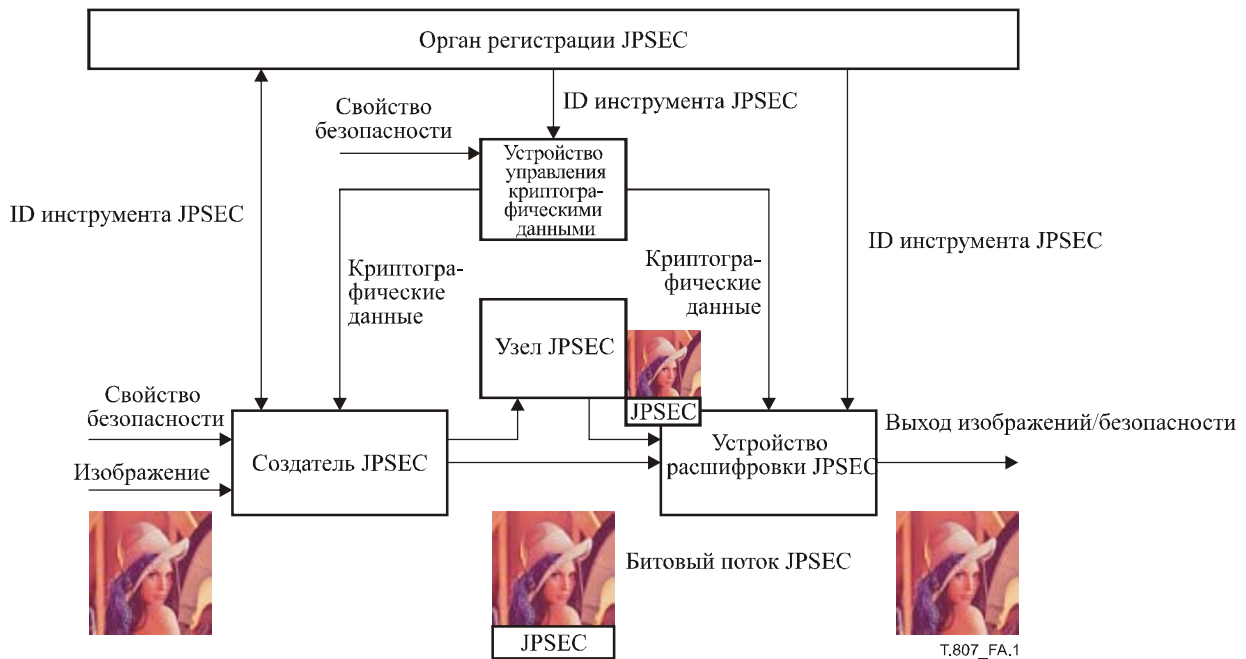 Орган регистрации JPSEC
ID инструмента JPSEC
Свойство
безопасности
Устройство
управления
криптогра-
фическими
данными
ID инструмента JPSEC
ID инструмента JPSEC
Криптогра-
фические
данные
Криптогра-
фические
данные
Узел JPSEC
JPSEC
Свойство
безопасности
Изображение
Создатель JPSEC
Устройство
расшифровки JPSEC
Выход изображений/безопасности
Битовый поток JPSEC
JPSEC
T.807_FA.1